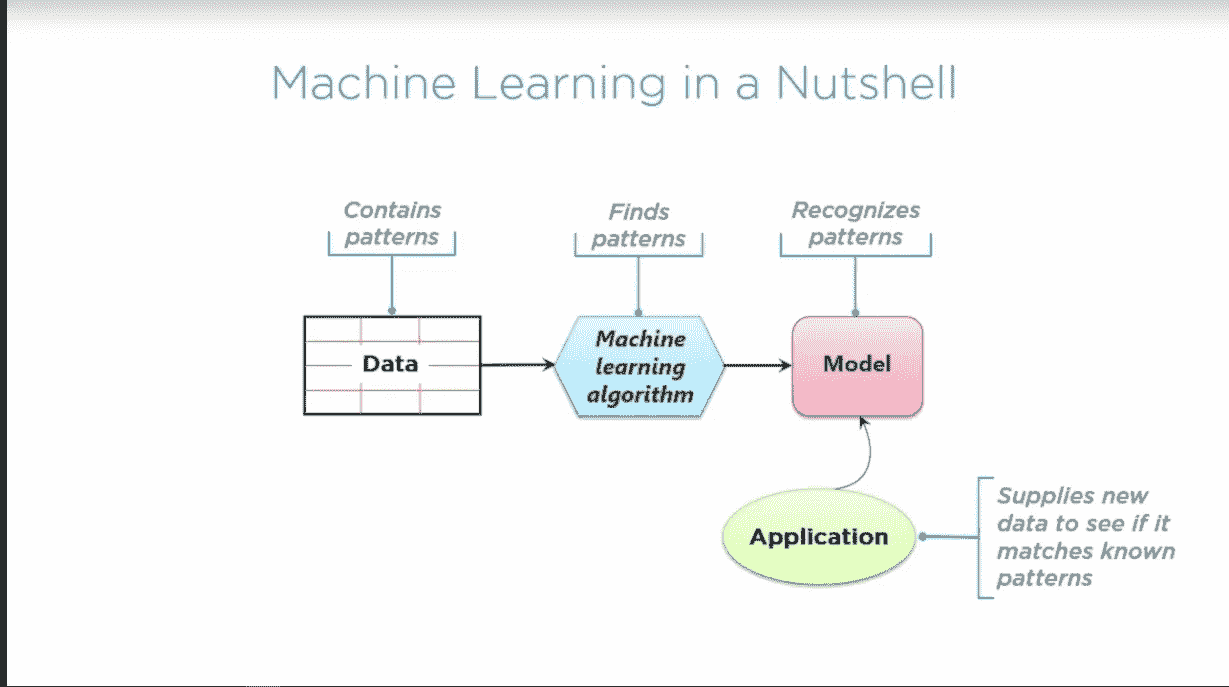 Machine Learning in a Nutshell
Contains
patterns
Finds
patterns
Recognizes
patterns
Data
Machine
learning
algorithm
Model
Application
Supplies new
data to see if it
matches known
patterns